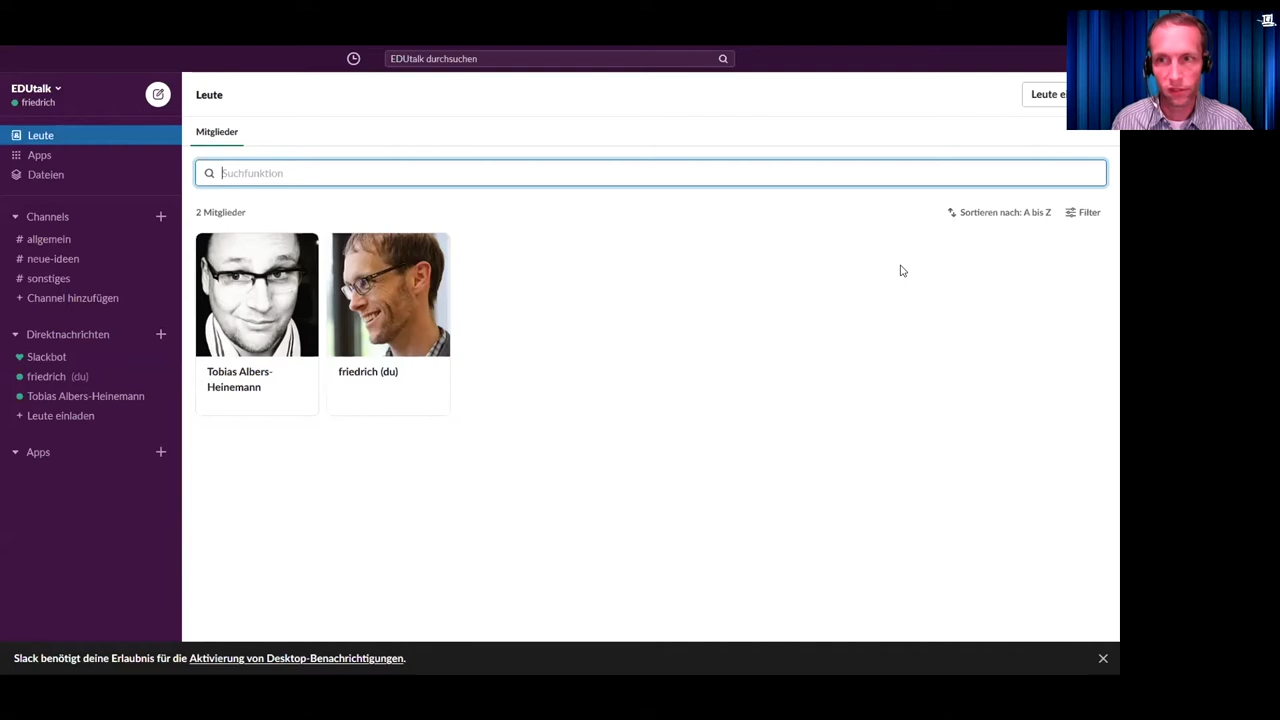 EDUtalk durchsuchen
EDUtalk
friedrich
Leute
Apps
Dateien
Channels
# allgemein
# neue-ideen
# sonstiges
+ Channel hinzufügen
Direktnachrichten
Slackbot
friedrich (du)
Tobias Albers-Heinemann
+ Leute einladen
Apps
Leute
Leute
Mitglieder
Suchfunktion
2 Mitglieder
Sortieren nach: A bis Z
Filter
Tobias Albers-
Heinemann
friedrich (du)
Slack benötigt deine Erlaubnis für die Aktivierung von Desktop-Benachrichtigungen.